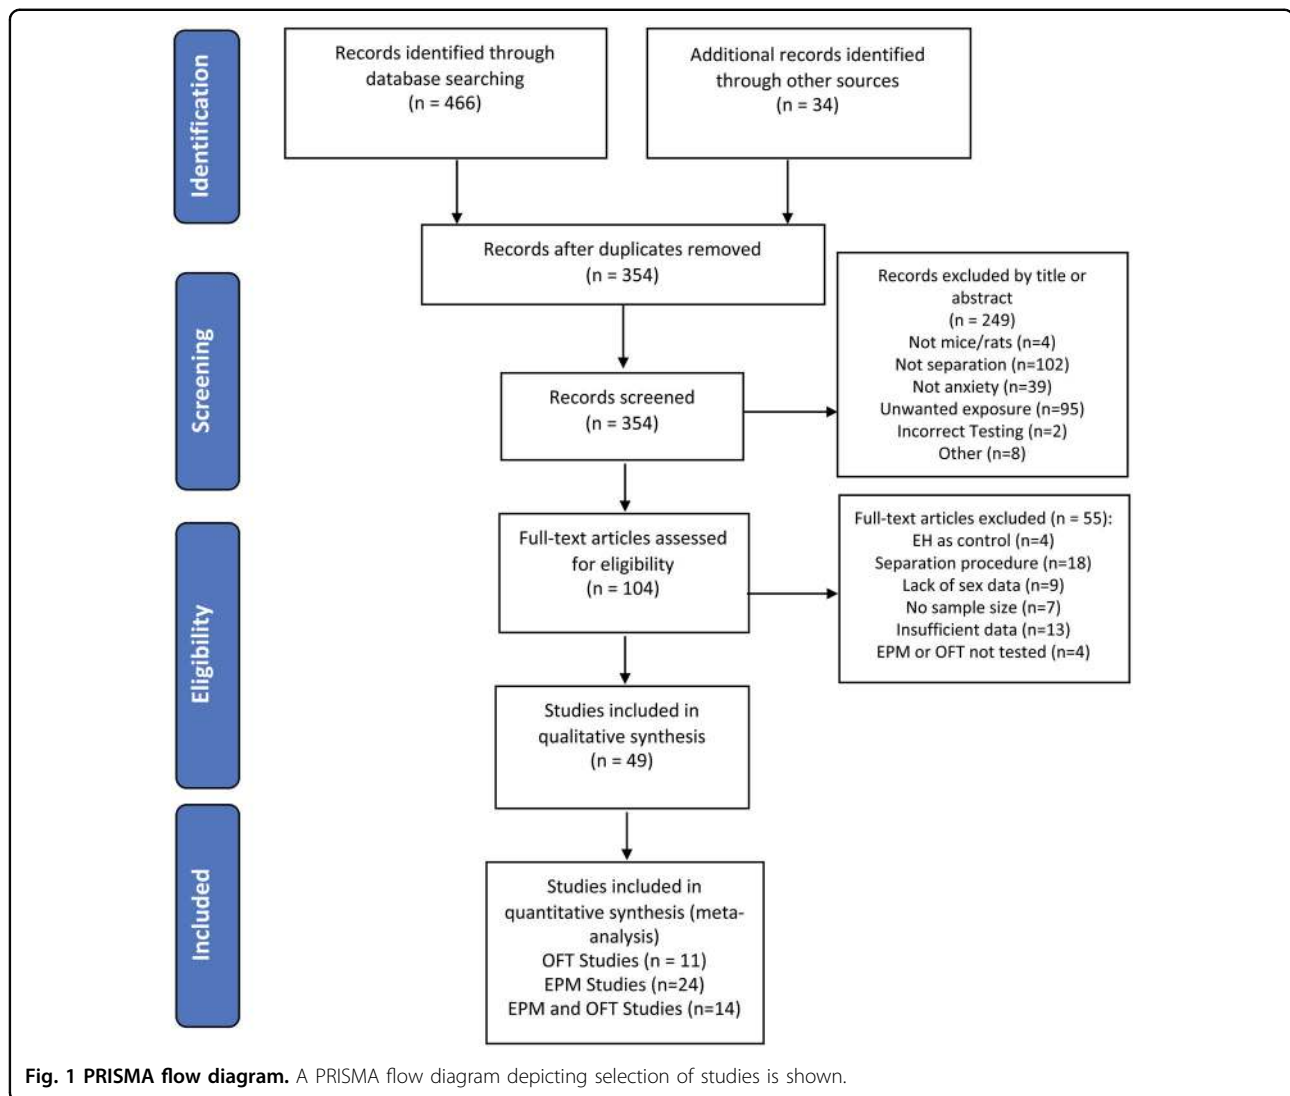 Identification
Records identified through
database searching
(n = 466)
Additional records identified
through other sources
(n = 34)
Records after duplicates removed
(n = 354)
Screening
Records screened
(n = 354)
Records excluded by title or
abstract
(n = 249)
Not mice/rats (n=4)
Not separation (n=102)
Not anxiety (n=39)
Unwanted exposure (n=95)
Incorrect Testing (n=2)
Other (n=8)
Eligibility
Full-text articles assessed
for eligibility
(n = 104)
Full-text articles excluded (n = 55):
EH as control (n=4)
Separation procedure (n=18)
Lack of sex data (n=9)
No sample size (n=7)
Insufficient data (n=13)
EPM or OFT not tested (n=4)
Studies included in
qualitative synthesis
(n = 49)
Included
Studies included in
quantitative synthesis (meta-
analysis)
OFT Studies (n = 11)
EPM Studies (n=24)
EPM and OFT Studies (n=14)
Fig. 1 PRISMA flow diagram. A PRISMA flow diagram depicting selection of studies is shown.